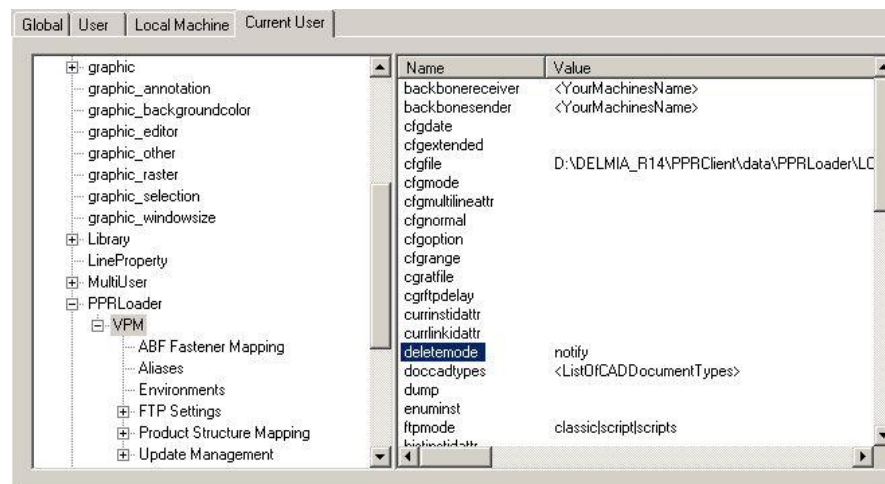 Global User Local Machine Current User
graphic
graphic_annotation
graphic_backgroundcolor
graphic_editor
graphic_other
graphic_raster
graphic_selection
graphic_windowsize
Library
LineProperty
MultiUser
PPRLoader
VPM
ABF Fastener Mapping
Aliases
Environments
FTP Settings
Product Structure Mapping
Update Management
Name Value
backbonereceiver <YourMachinesName>
backbonesender <YourMachinesName>
cfgdate
cfgextended
cfgfile D:\DELMIA_R14\PPRClient\data\PPRLoader\LC
cfgmode
cfgmultilineattr
cfgnormal
cfgoption
cfgrange
cgratfile
cgrftpdelay
currinstidattr
currlinkidattr
deletemode notify
doccadtypes <ListOfCADDocumentTypes>
dump
enuminst
ftpmode classic|script|scripts